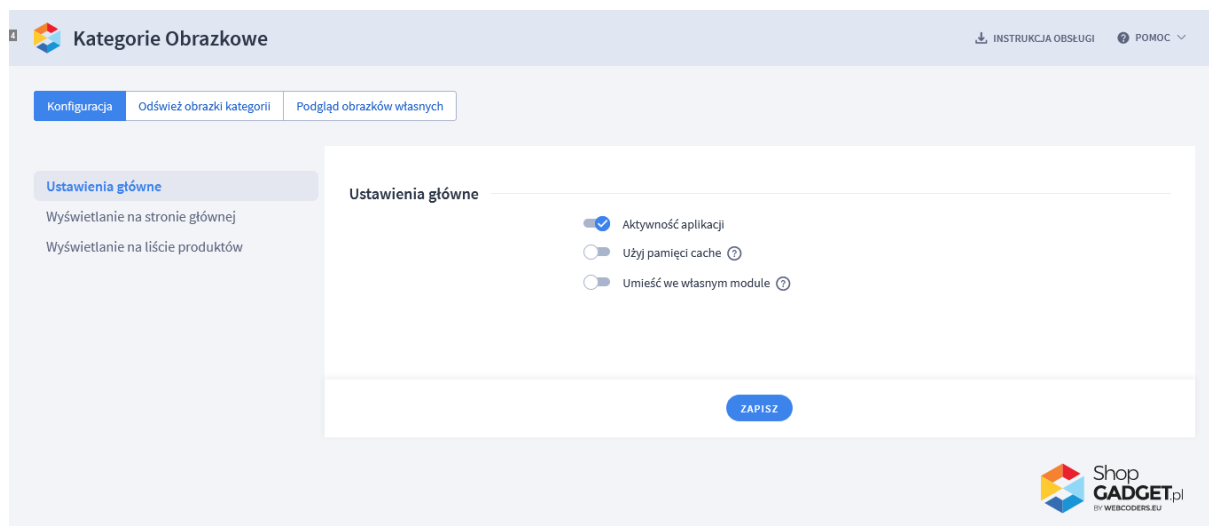 4
Kategorie Obrazkowe
INSTRUKCJA OBSŁUGI
POMOC
Konfiguracja
Odśwież obrazki kategorii
Podgląd obrazków własnych
Ustawienia główne
Wyświetlanie na stronie głównej
Wyświetlanie na liście produktów
Ustawienia główne
Aktywność aplikacji
Użyj pamięci cache ?
Umieść we własnym module ?
ZAPISZ
Shop
GADGET.pl
BY WEBCODERS.EU